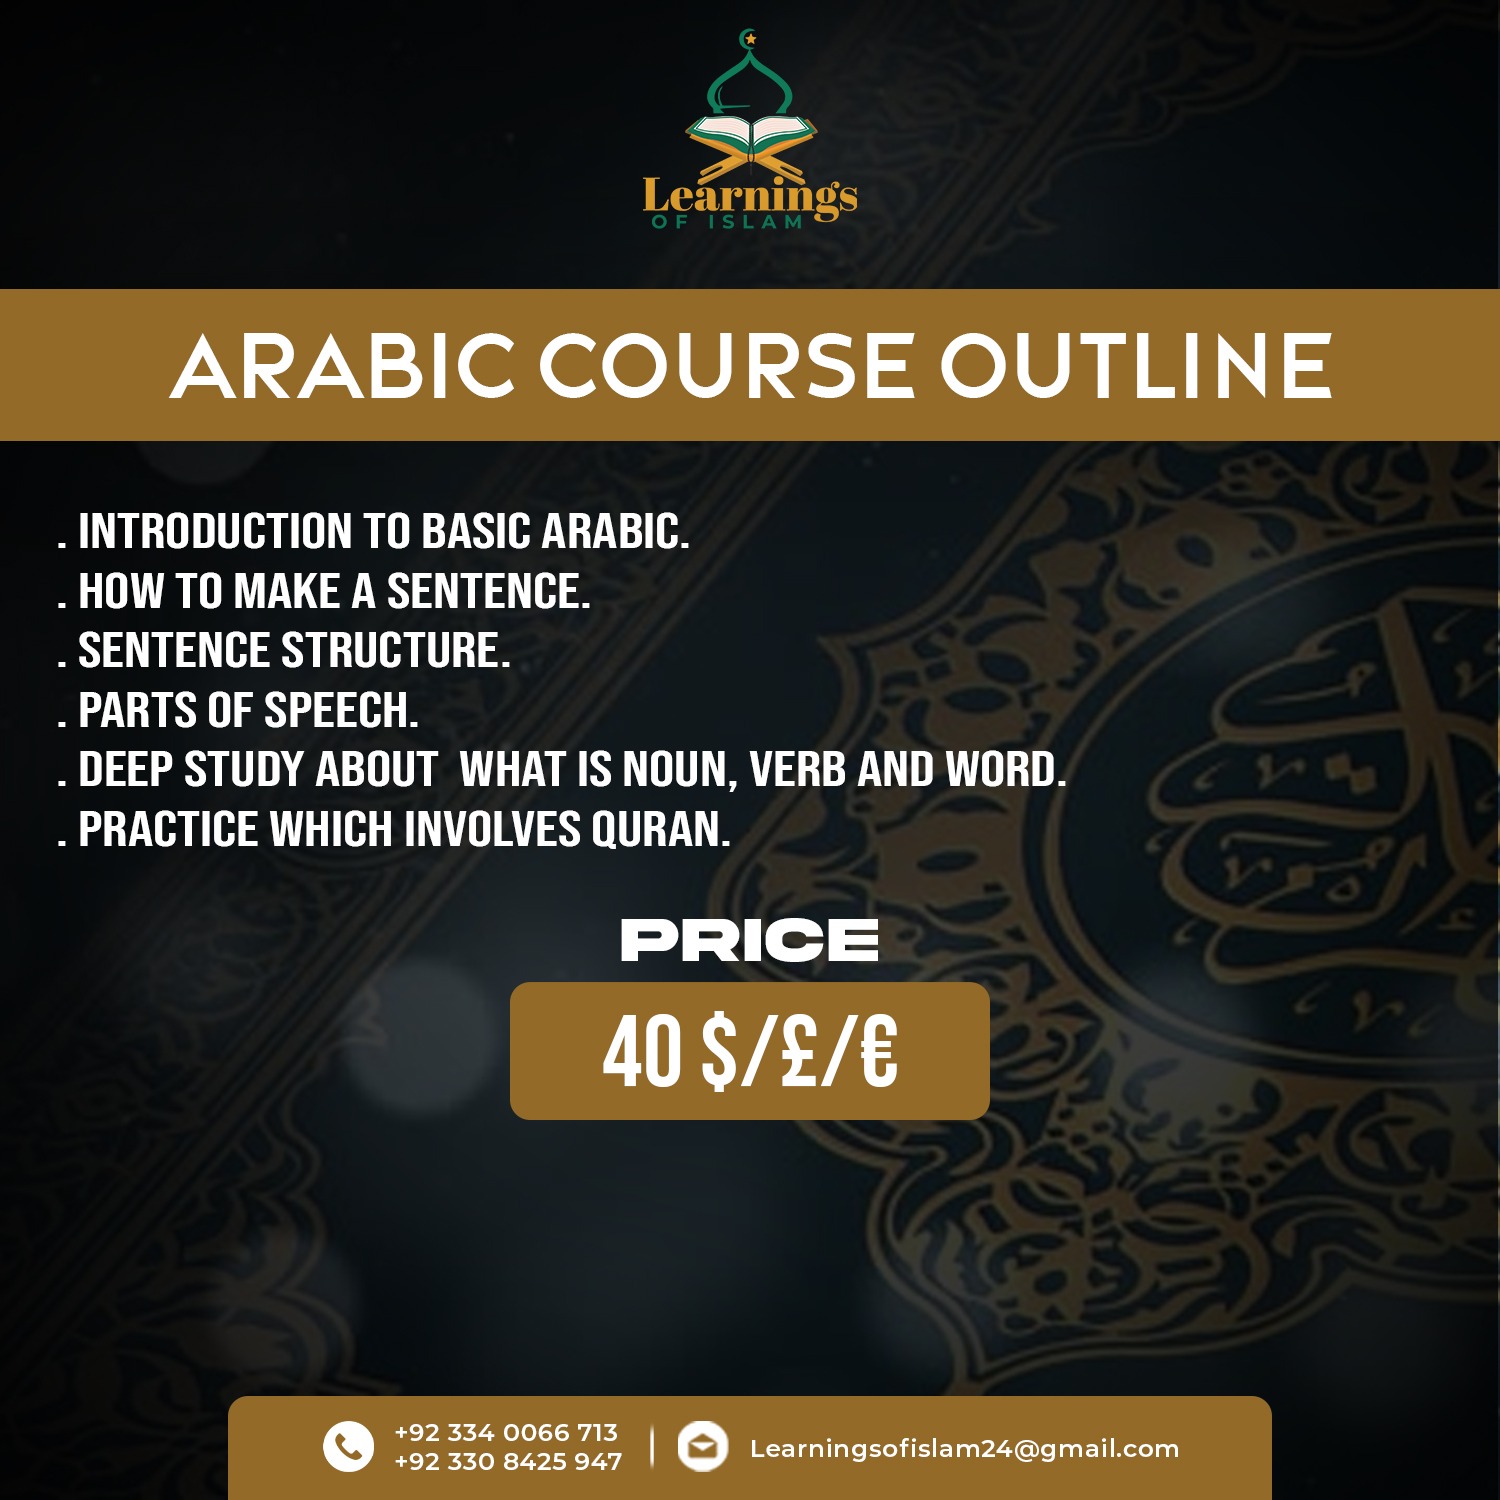 Learnings
OF ISLAM
ARABIC COURSE OUTLINE
. INTRODUCTION TO BASIC ARABIC.
. HOW TO MAKE A SENTENCE.
. SENTENCE STRUCTURE.
. PARTS OF SPEECH.
. DEEP STUDY ABOUT  WHAT IS NOUN, VERB AND WORD.
. PRACTICE WHICH INVOLVES QURAN.
PRICE
40 $/£/€
+92 334 0066 713
+92 330 8425 947
Learningsofislam24@gmail.com